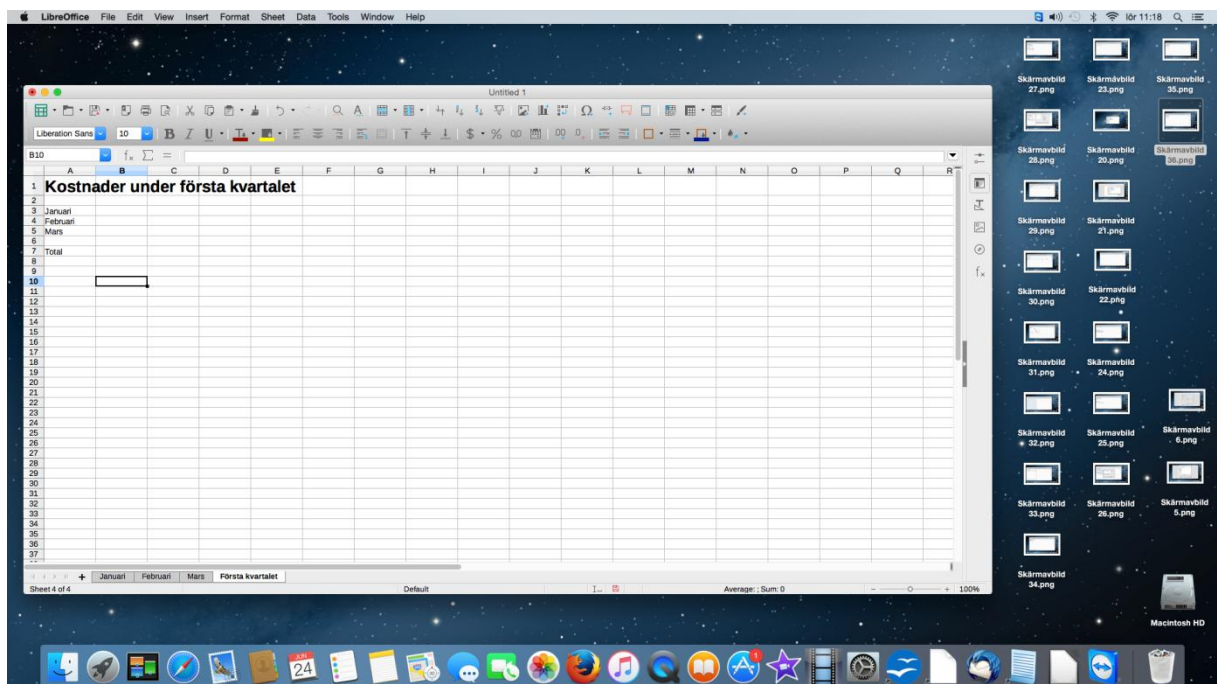 LibreOffice File Edit View Insert Format Sheet Data Tools Window Help
lör 11:18
Untitled 1
Liberation Sans 10
B10
A B C D E F G H I J K L M N O P Q R
1 Kostnader under första kvartalet
2
3 Januari
4 Februari
5 Mars
6
7 Total
8
9
10
11
12
13
14
15
16
17
18
19
20
21
22
23
24
25
26
27
28
29
30
31
32
33
34
35
36
37
Januari Februari Mars Första kvartalet
Sheet 4 of 4 Default Average: ; Sum: 0 100%
Skärmavbild 27.png
Skärmavbild 23.png
Skärmavbild 35.png
Skärmavbild 28.png
Skärmavbild 20.png
Skärmavbild 36.png
Skärmavbild 29.png
Skärmavbild 21.png
Skärmavbild 30.png
Skärmavbild 22.png
Skärmavbild 31.png
Skärmavbild 24.png
Skärmavbild 32.png
Skärmavbild 25.png
Skärmavbild 6.png
Skärmavbild 33.png
Skärmavbild 26.png
Skärmavbild 5.png
Skärmavbild 34.png
Macintosh HD
JUN
24
1